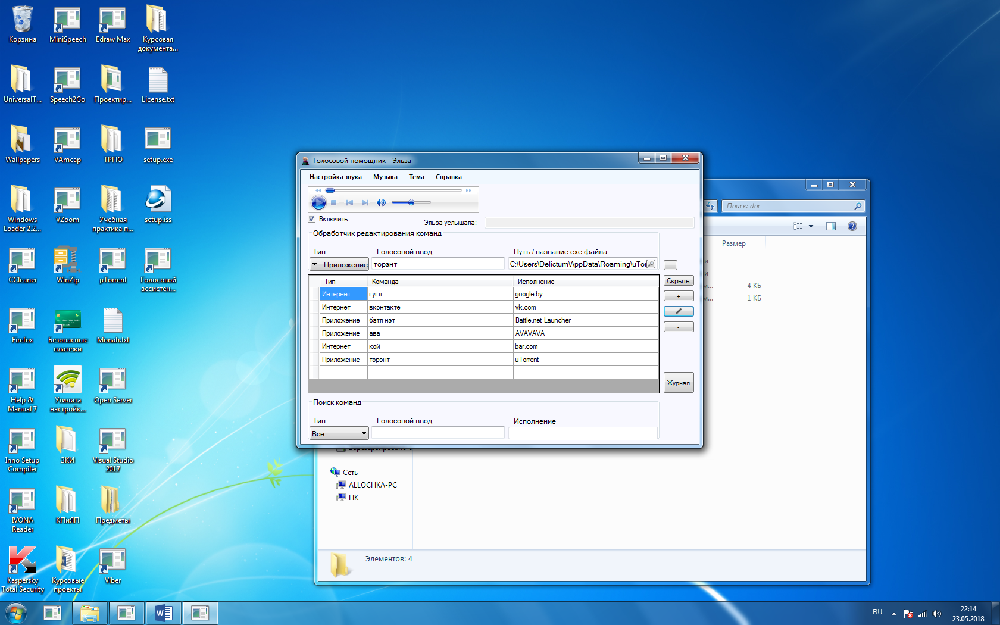 Корзина
MiniSpeech
Edraw Max
Курсовая
документа...
UniversalT...
Speech2Go
Проектир...
License.txt
Wallpapers
VAmcap
ТРПО
setup.exe
Windows
Loader 2.2...
VZoom
Учебная
практика п...
setup.iss
CCleaner
WinZip
µTorrent
Голосовой
ассистен...
Firefox
Безопасные
платежи
Monah.txt
Help &
Manual 7
Утилита
настройк...
Open Server
Inno Setup
Compiler
ЗКИ
Visual Studio
2017
IVONA
Reader
КПиЯП
Предметы
Kaspersky
Total Security
Курсовые
проекты
Viber
Голосовой помощник - Эльза
Настройка звука Музыка Тема Справка
Включить
Эльза услышала:
Обработчик редактирования команд
Тип Голосовой ввод Путь / название.exe файла
Приложение торэнт C:\Users\Delictum\AppData\Roaming\uTor
...
Скрыть
+
-
Журнал
Тип Команда Исполнение
Интернет гугл google.by
Интернет вконтакте vk.com
Приложение батл нэт Battle.net Launcher
Приложение ава AVAVAVA
Интернет кой bar.com
Приложение торэнт uTorrent
Поиск команд
Тип Голосовой ввод Исполнение
Все
Поиск: doc
Размер
и
и
м... 4 КБ
м... 1 КБ
Сеть
ALLOCHKA-PC
ПК
Элементов: 4
RU
22:14
23.05.2018